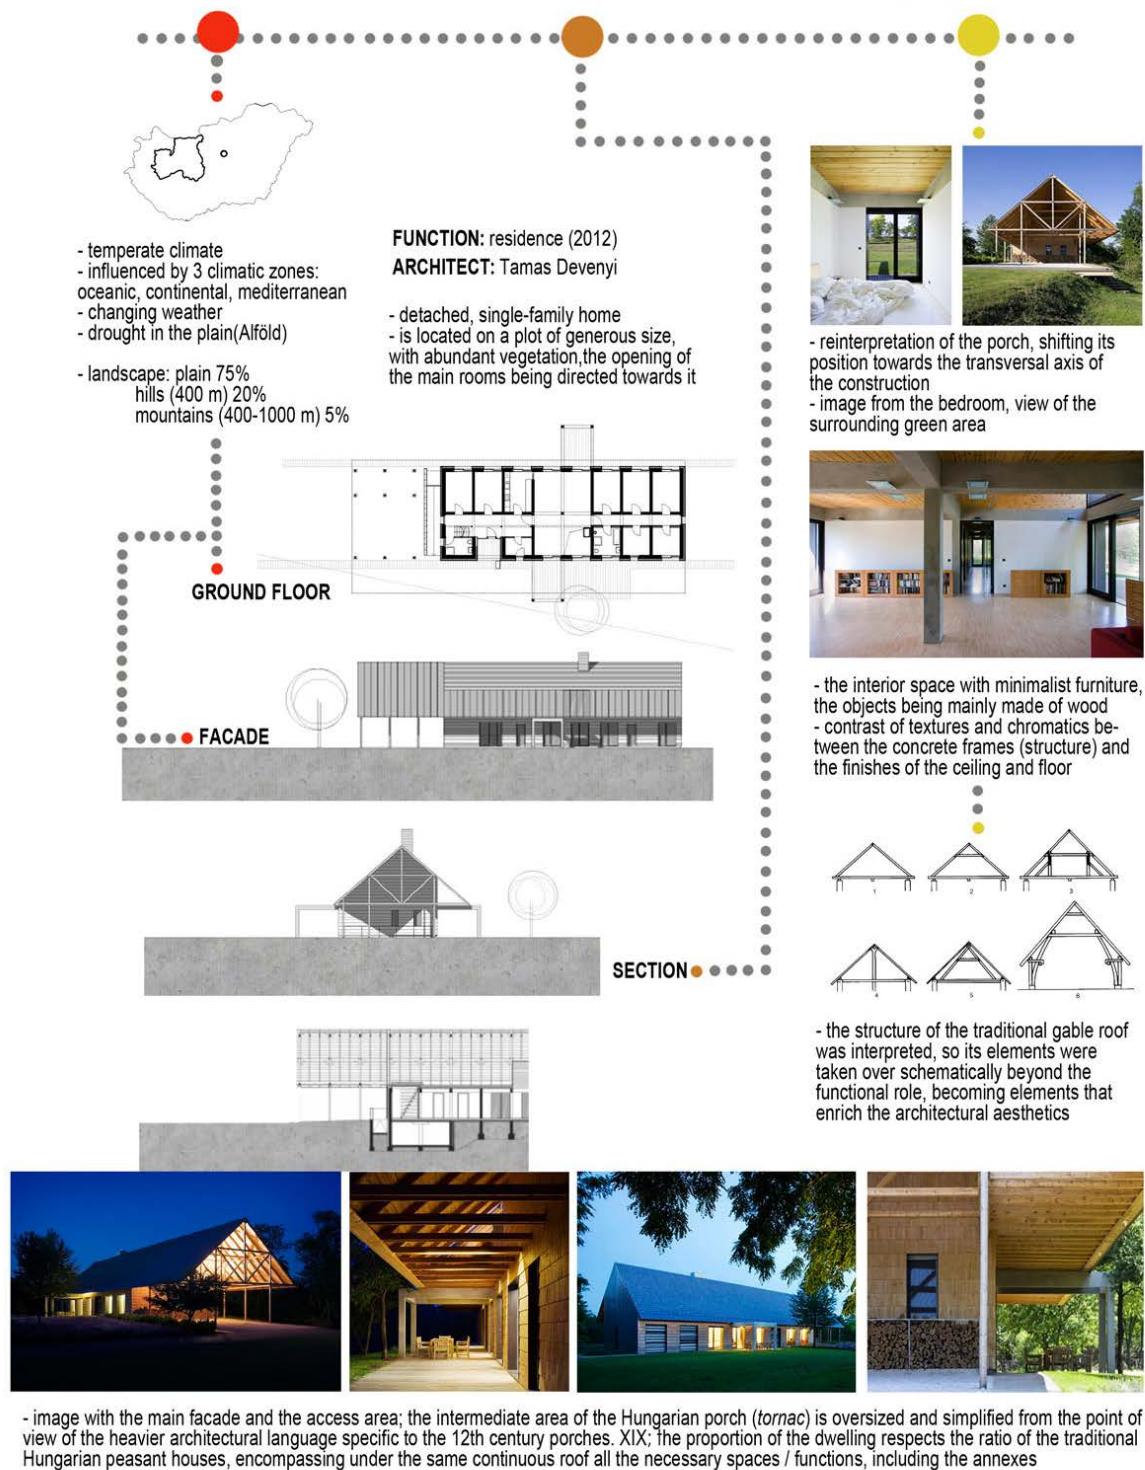 - temperate climate
- influenced by 3 climatic zones:
oceanic, continental, mediterranean
- changing weather
- drought in the plain(Alföld)
- landscape: plain 75%
hills (400 m) 20%
mountains (400-1000 m) 5%
FUNCTION: residence (2012)
ARCHITECT: Tamas Devenyi
- detached, single-family home
- is located on a plot of generous size,
with abundant vegetation,the opening of
the main rooms being directed towards it
GROUND FLOOR
FACADE
SECTION
- reinterpretation of the porch, shifting its
position towards the transversal axis of
the construction
- image from the bedroom, view of the
surrounding green area
- the interior space with minimalist furniture,
the objects being mainly made of wood
- contrast of textures and chromatics be-
tween the concrete frames (structure) and
the finishes of the ceiling and floor
1 2 3
4 5 6
- the structure of the traditional gable roof
was interpreted, so its elements were
taken over schematically beyond the
functional role, becoming elements that
enrich the architectural aesthetics
- image with the main facade and the access area; the intermediate area of the Hungarian porch (tornac) is oversized and simplified from the point of
view of the heavier architectural language specific to the 12th century porches. XIX; the proportion of the dwelling respects the ratio of the traditional
Hungarian peasant houses, encompassing under the same continuous roof all the necessary spaces / functions, including the annexes